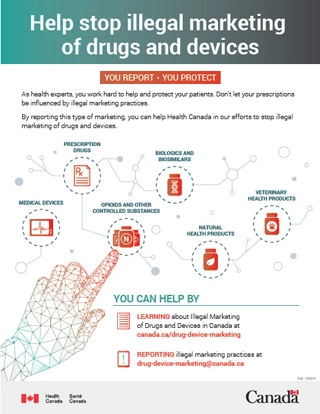 Help stop illegal marketing
of drugs and devices
YOU REPORT • YOU PROTECT
As health experts, you work hard to help and protect your patients. Don't let your prescriptions
be influenced by illegal marketing practices.
By reporting this type of marketing, you can help Health Canada in our efforts to stop illegal
marketing of drugs and devices.
PRESCRIPTION
DRUGS
BIOLOGICS AND
BIOSIMILARS
VETERINARY
HEALTH PRODUCTS
MEDICAL DEVICES
OPIOIDS AND OTHER
CONTROLLED SUBSTANCES
NATURAL
HEALTH PRODUCTS
YOU CAN HELP BY
LEARNING about Illegal Marketing
of Drugs and Devices in Canada at
canada.ca/drug-device-marketing
REPORTING illegal marketing practices at
drug-device-marketing@canada.ca
Health
Canada
Santé
Canada
Canada